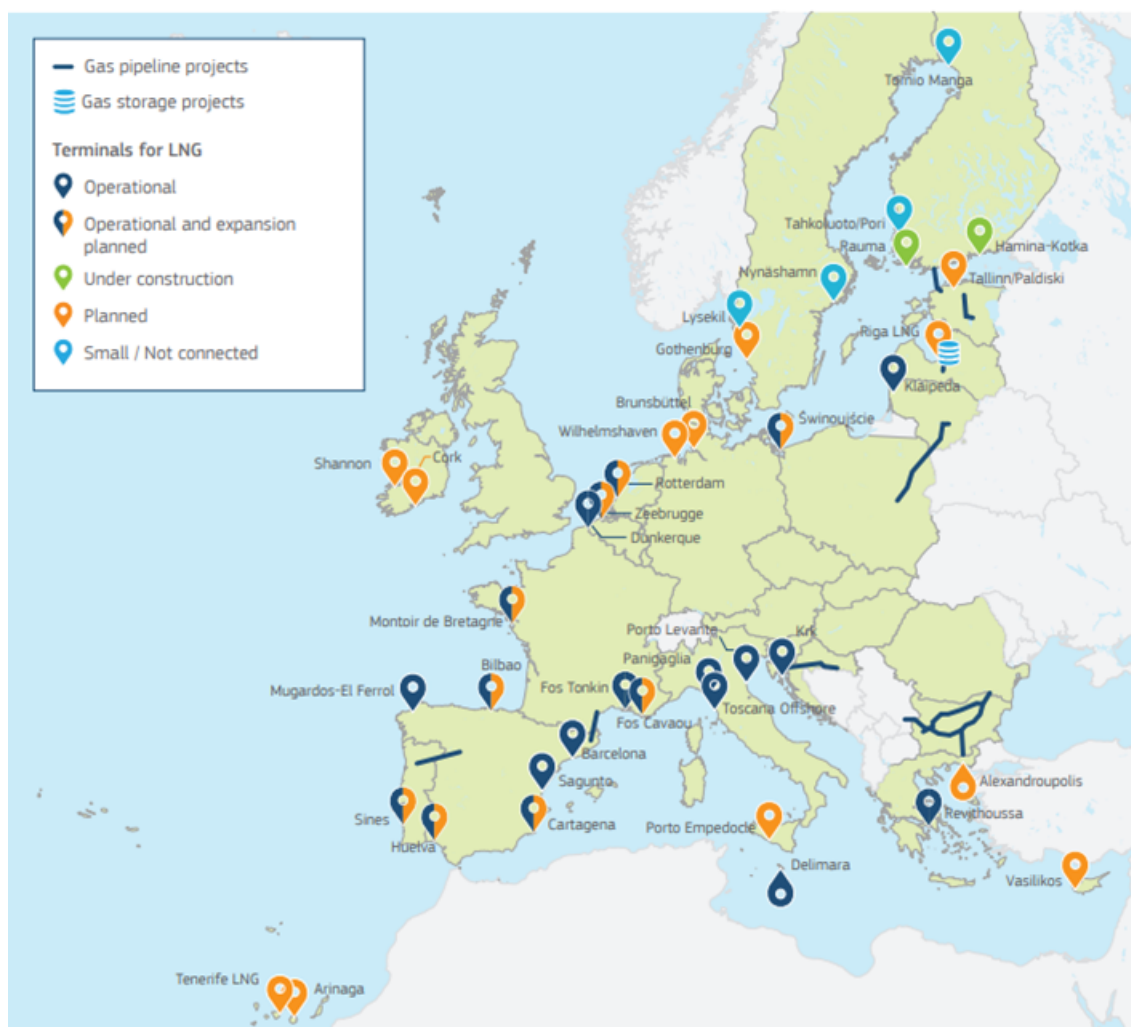 Gas pipeline projects
Gas storage projects
Terminals for LNG
Operational
Operational and expansion
planned
Under construction
Planned
Small / Not connected
Tornio Manga
Tahkoluoto/Pori
Rauma
Hamina-Kotka
Nynäshamn
Tallinn/Paldiski
Lysekil
Riga LNG
Gothenburg
Klaipeda
Brunsbüttel
Świnoujście
Wilhelmshaven
Cork
Shannon
Rotterdam
Zeebrugge
Dunkerque
Montoir de Bretagne
Porto Levante
Krk
Panigaglia
Bilbao
Mugardos-El Ferrol
Fos Tonkin
Toscana Offshore
Fos Cavaou
Barcelona
Sagunto
Alexandroupolis
Revithoussa
Sines
Cartagena
Porto Empedocle
Huelva
Delimara
Vasilikos
Tenerife LNG
Arinaga